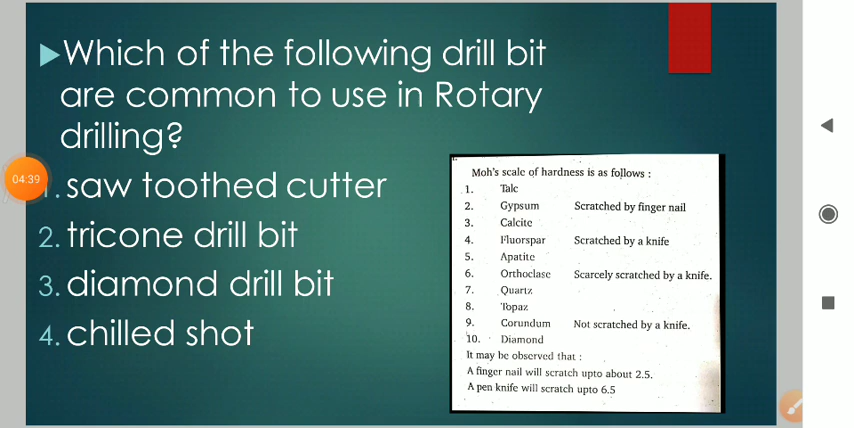 Which of the following drill bit
are common to use in Rotary
drilling?
04:39
. saw toothed cutter
2. tricone drill bit
3. diamond drill bit
4. chilled shot
Moh's scale of hardness is as follows :
1. Talc
2. Gypsum Scratched by finger nail
3. Calcite
4. Fluorspar Scratched by a knife
5. Apatite
6. Orthoclase Scarcely scratched by a knife.
7. Quartz
8. Topaz
9. Corundum Not scratched by a knife.
10. Diamond
It may be observed that :
A finger nail will scratch upto about 2.5.
A pen knife will scratch upto 6.5